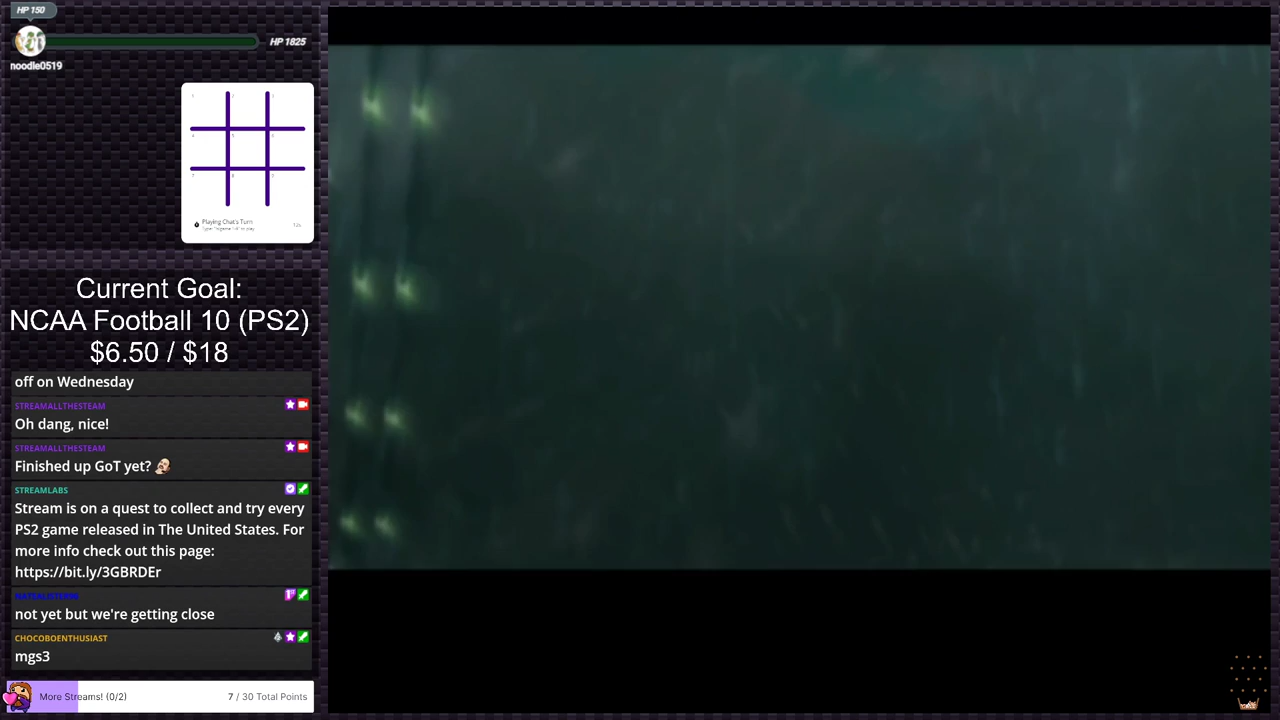 HP 150
HP 1825
noodle0519
Playing Chat's Turn
Current Goal:
NCAA Football 10 (PS2)
$6.50 / $18
off on Wednesday
STREAMALLTHESTEAM
Oh dang, nice!
STREAMALLTHESTEAM
Finished up GoT yet?
STREAMLABS
Stream is on a quest to collect and try every
PS2 game released in The United States. For
more info check out this page:
https://bit.ly/3GBRDEr
not yet but we're getting close
CHOCOBOENTHUSIAST
mgs3
More Streams! (0/2)
7 / 30 Total Points